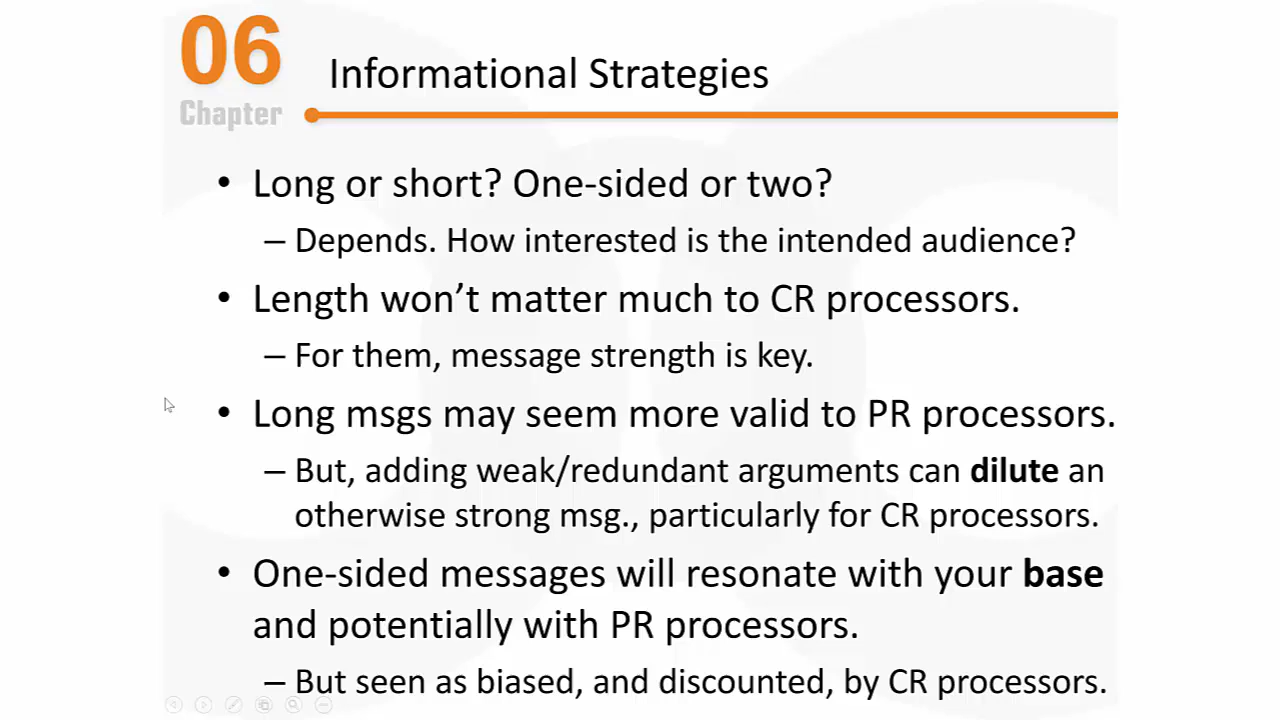 06
Chapter
Informational Strategies
• Long or short? One-sided or two?
– Depends. How interested is the intended audience?
• Length won’t matter much to CR processors.
– For them, message strength is key.
• Long msgs may seem more valid to PR processors.
– But, adding weak/redundant arguments can dilute an
otherwise strong msg., particularly for CR processors.
• One-sided messages will resonate with your base
and potentially with PR processors.
– But seen as biased, and discounted, by CR processors.